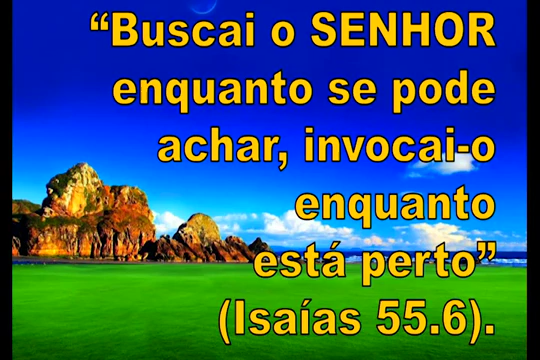 “Buscai o SENHOR
enquanto se pode
achar, invocai-o
enquanto
está perto”
(Isaías 55.6).